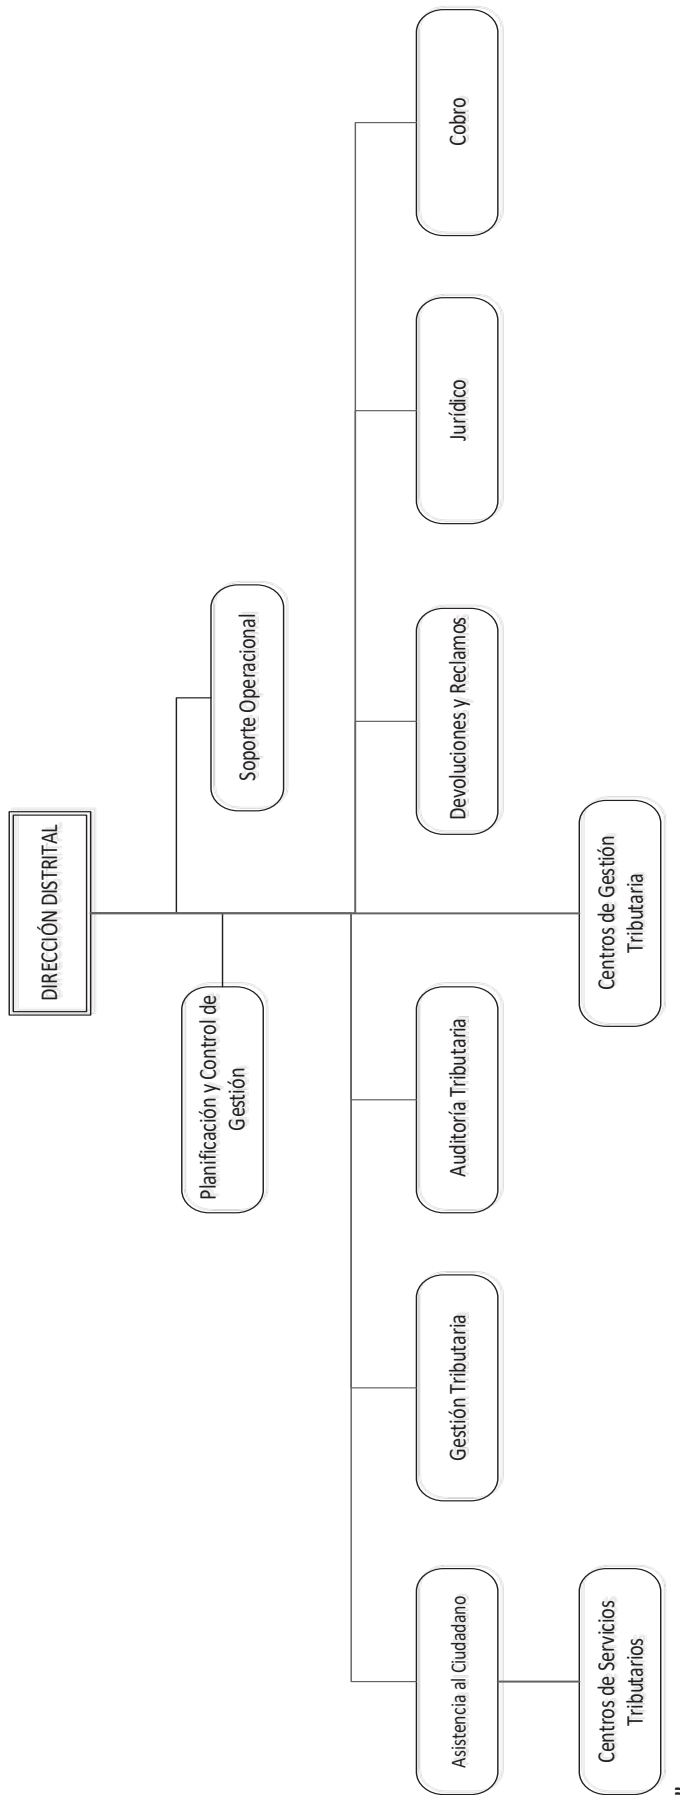 DIRECCIÓN DISTRITAL
Planificación y Control de
Gestión
Soporte Operacional
Asistencia al Ciudadano
Gestión Tributaria
Auditoría Tributaria
Devoluciones y Reclamos
Jurídico
Cobro
Centros de Servicios
Tributarios
Centros de Gestión
Tributaria
"